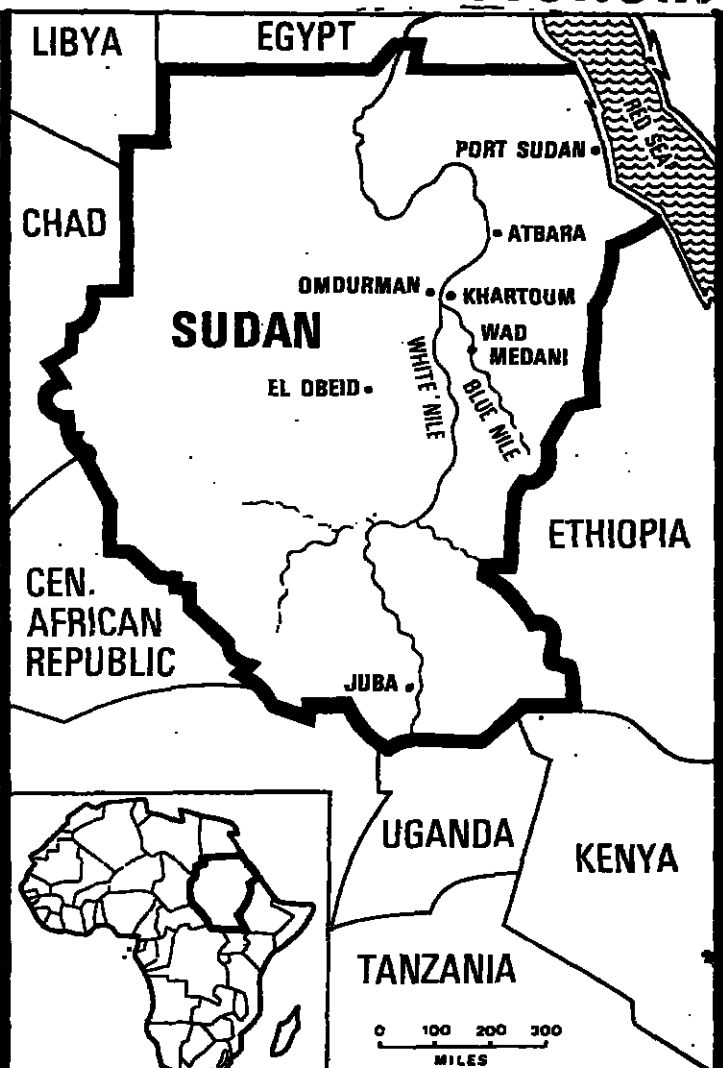 LIBYA
EGYPT
RED SEA
PORT SUDAN
CHAD
ATBARA
OMDURMAN
KHARTOUM
SUDAN
WAD
MEDANI
WHITE NILE
BLUE NILE
EL OBEID
ETHIOPIA
CEN.
AFRICAN
REPUBLIC
JUBA
UGANDA
KENYA
TANZANIA
0 100 200 300
MILES